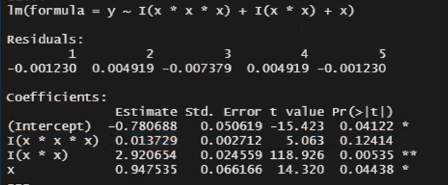 lm(formula = y ~ I(x * x * x) + I(x * x) + x)
Residuals:
1 2 3 4 5
-0.001230 0.004919 -0.007379 0.004919 -0.001230
Coefficients:
Estimate Std. Error t value Pr(>|t|)
(Intercept) -0.780688 0.050619 -15.423 0.04122 *
I(x * x * x) 0.013729 0.002712 5.063 0.12414
I(x * x) 2.920654 0.024559 118.926 0.00535 **
x 0.947535 0.066166 14.320 0.04438 *